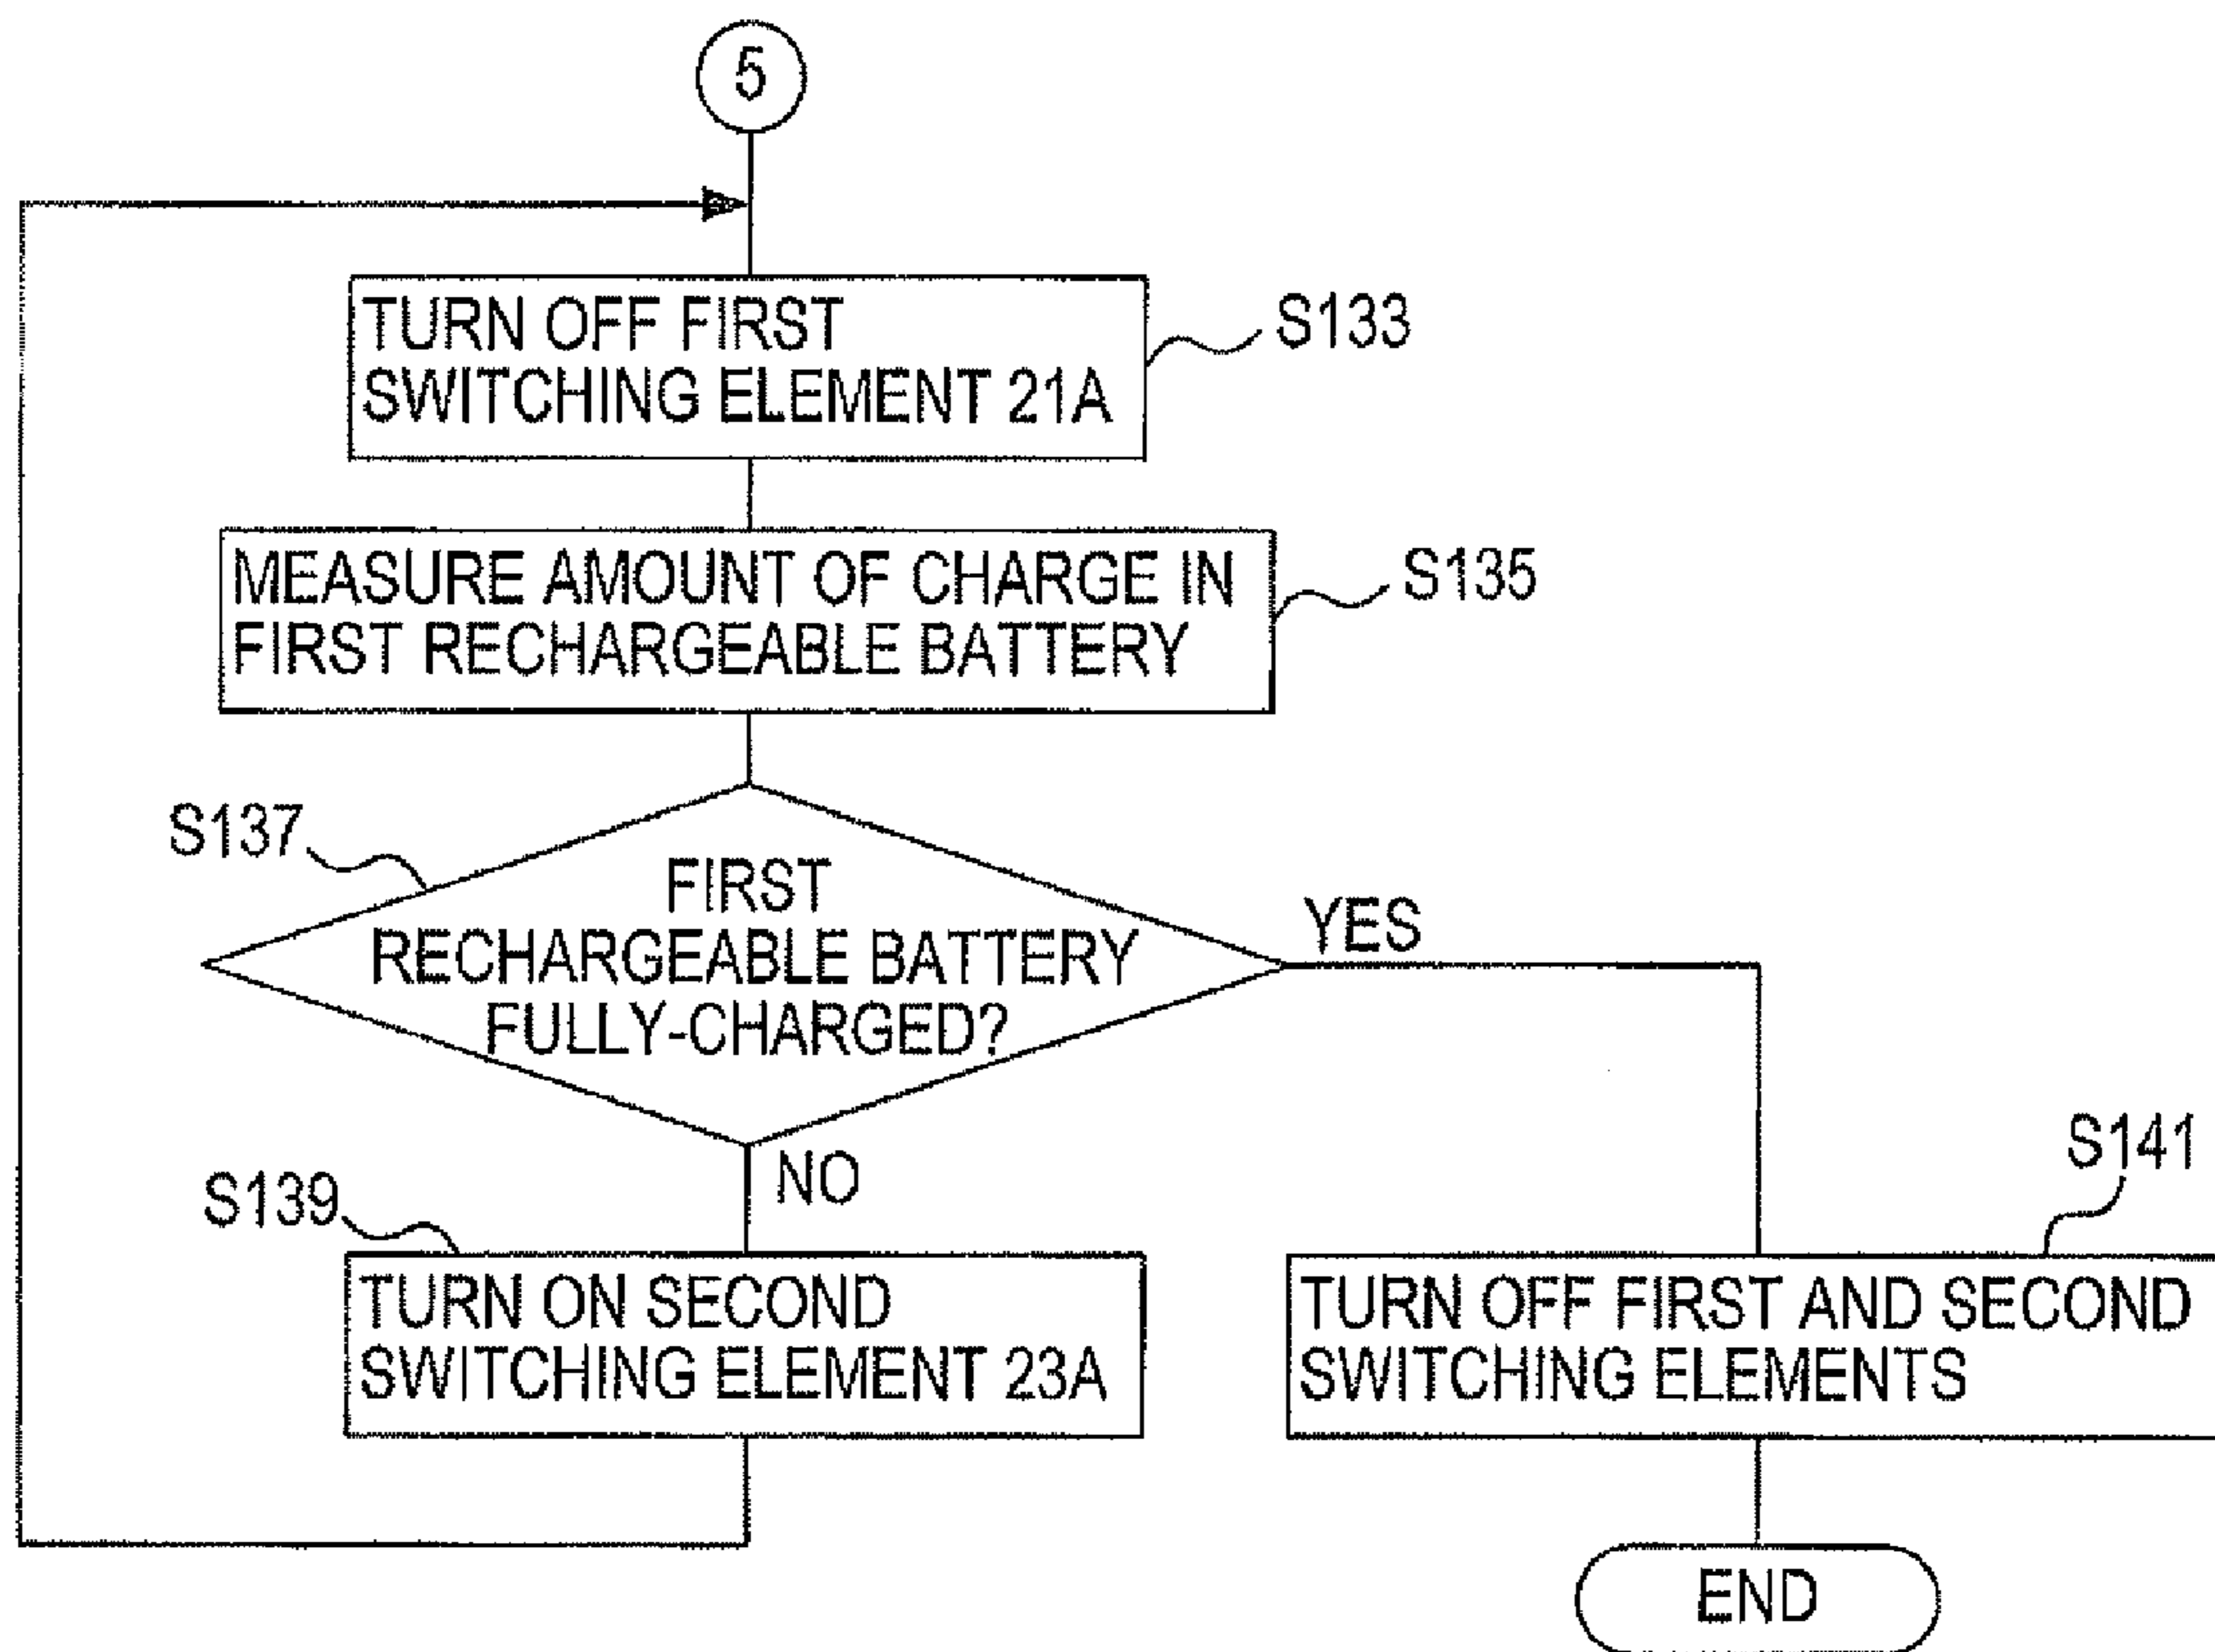 5
TURN OFF FIRST
SWITCHING ELEMENT 21A
S133
MEASURE AMOUNT OF CHARGE IN
FIRST RECHARGEABLE BATTERY
S135
S137
FIRST
RECHARGEABLE BATTERY
FULLY-CHARGED?
YES
NO
S139
TURN ON SECOND
SWITCHING ELEMENT 23A
S141
TURN OFF FIRST AND SECOND
SWITCHING ELEMENTS
END